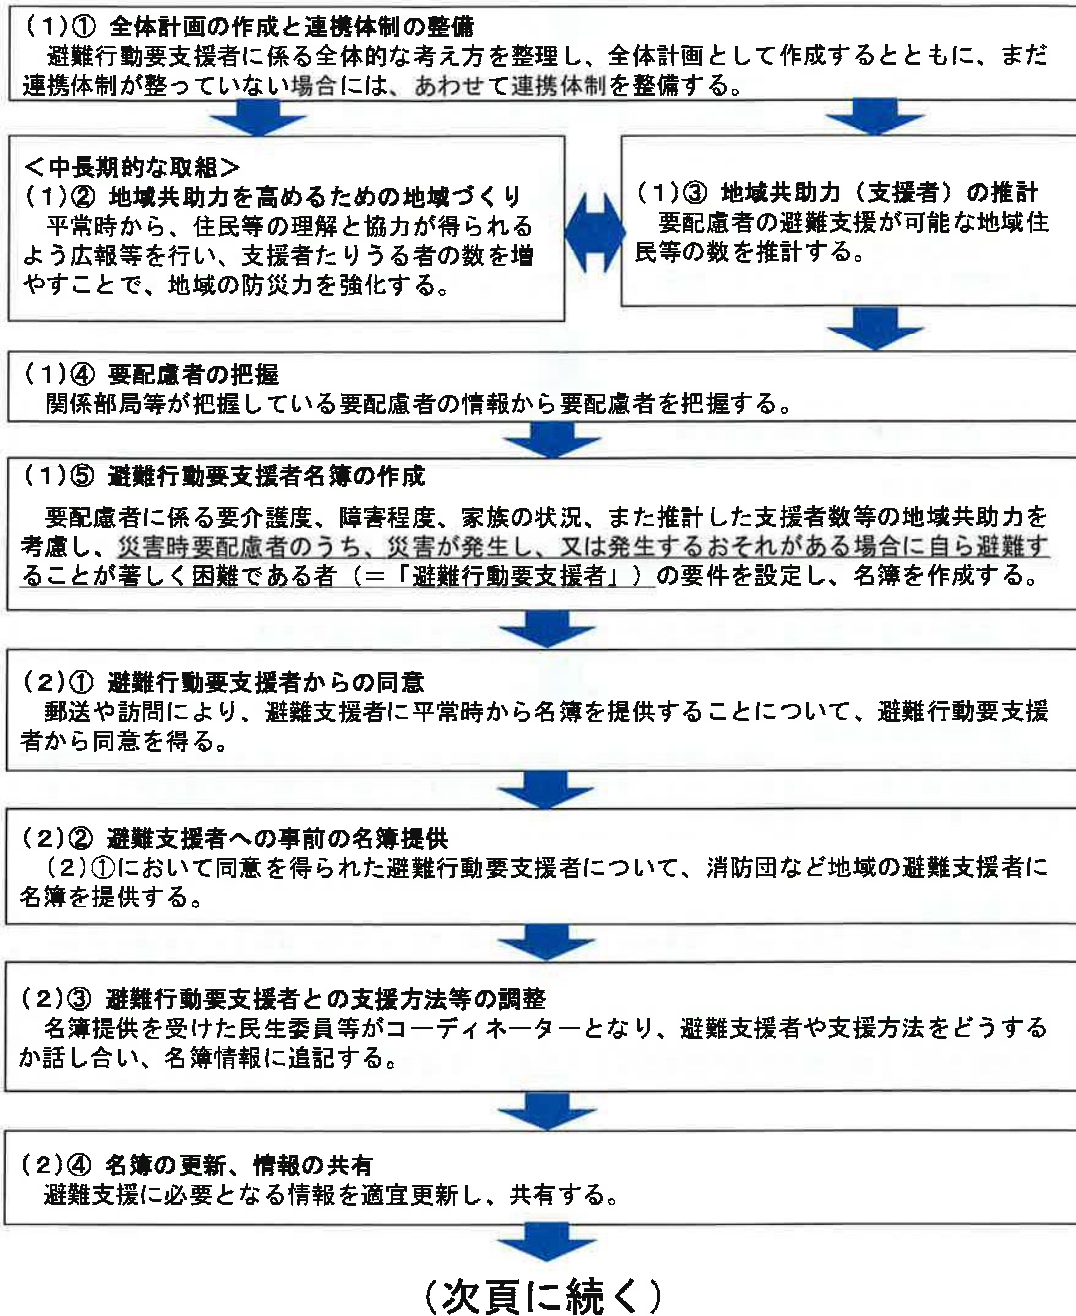 (1)① 全体計画の作成と連携体制の整備
避難行動要支援者に係る全体的な考え方を整理し、全体計画として作成するとともに、まだ
連携体制が整っていない場合には、あわせて連携体制を整備する。
<中長期的な取組>
(1)② 地域共助力を高めるための地域づくり
平常時から、住民等の理解と協力が得られる
よう広報等を行い、支援者たりうる者の数を増
やすことで、地域の防災力を強化する。
(1)③ 地域共助力(支援者)の推計
要配慮者の避難支援が可能な地域住
民等の数を推計する。
(1)④ 要配慮者の把握
関係部局等が把握している要配慮者の情報から要配慮者を把握する。
(1)⑤ 避難行動要支援者名簿の作成
要配慮者に係る要介護度、障害程度、家族の状況、また推計した支援者数等の地域共助力を
考慮し、災害時要配慮者のうち、災害が発生し、又は発生するおそれがある場合に自ら避難す
ることが著しく困難である者(=「避難行動要支援者」)の要件を設定し、名簿を作成する。
(2)① 避難行動要支援者からの同意
郵送や訪問により、避難支援者に平常時から名簿を提供することについて、避難行動要支援
者から同意を得る。
(2)② 避難支援者への事前の名簿提供
(2)①において同意を得られた避難行動要支援者について、消防団など地域の避難支援者に
名簿を提供する。
(2)③ 避難行動要支援者との支援方法等の調整
名簿提供を受けた民生委員等がコーディネーターとなり、避難支援者や支援方法をどうする
か話し合い、名簿情報に追記する。
(2)④ 名簿の更新、情報の共有
避難支援に必要となる情報を適宜更新し、共有する。
(次頁に続く)